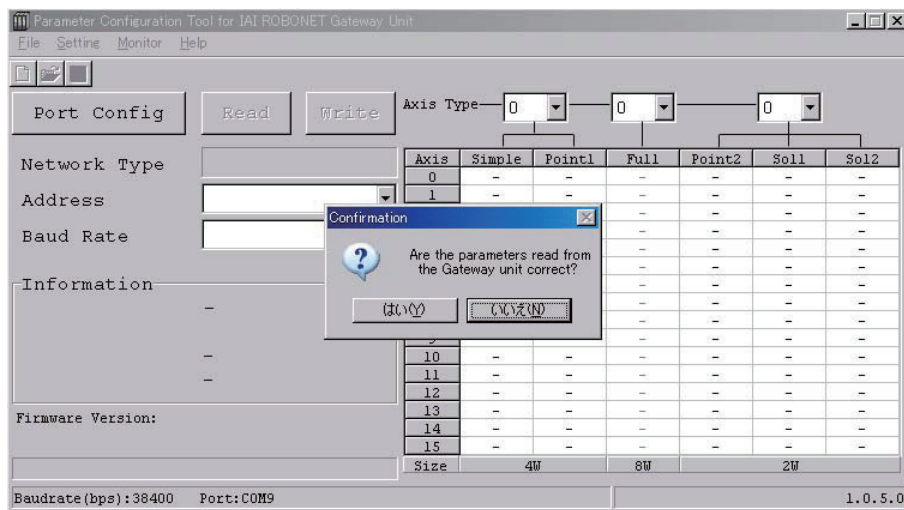 Parameter Configuration Tool for IAI ROBONET Gateway Unit
File Setting Monitor Help
Port Config Read Write
Axis Type 0 0 0
Network Type
Address
Baud Rate
Information
-
-
-
Firmware Version:
Axis Simple Point1 Full Point2 Sol1 Sol2
0 - - - - - -
1 - - - - - -
- - -
- - -
- - -
- - -
- - -
- - -
- - -
9 - - - - - -
10 - - - - - -
11 - - - - - -
12 - - - - - -
13 - - - - - -
14 - - - - - -
15 - - - - - -
Size 4W 8W 2W
Confirmation
?
Are the parameters read from
the Gateway unit correct?
はい(Y) いいえ(N)
Baudrate(bps):38400 Port:COM9 1.0.5.0